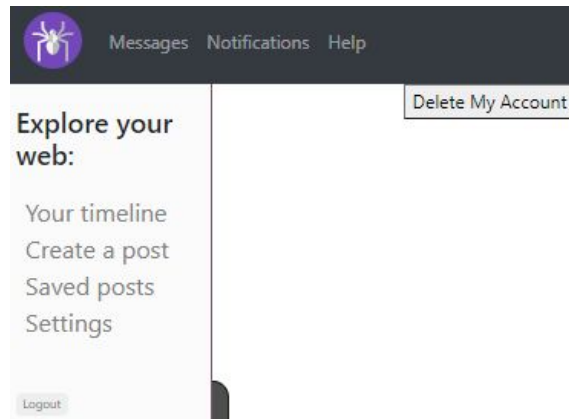 Messages Notifications Help
Delete My Account
Explore your
web:
Your timeline
Create a post
Saved posts
Settings
Logout